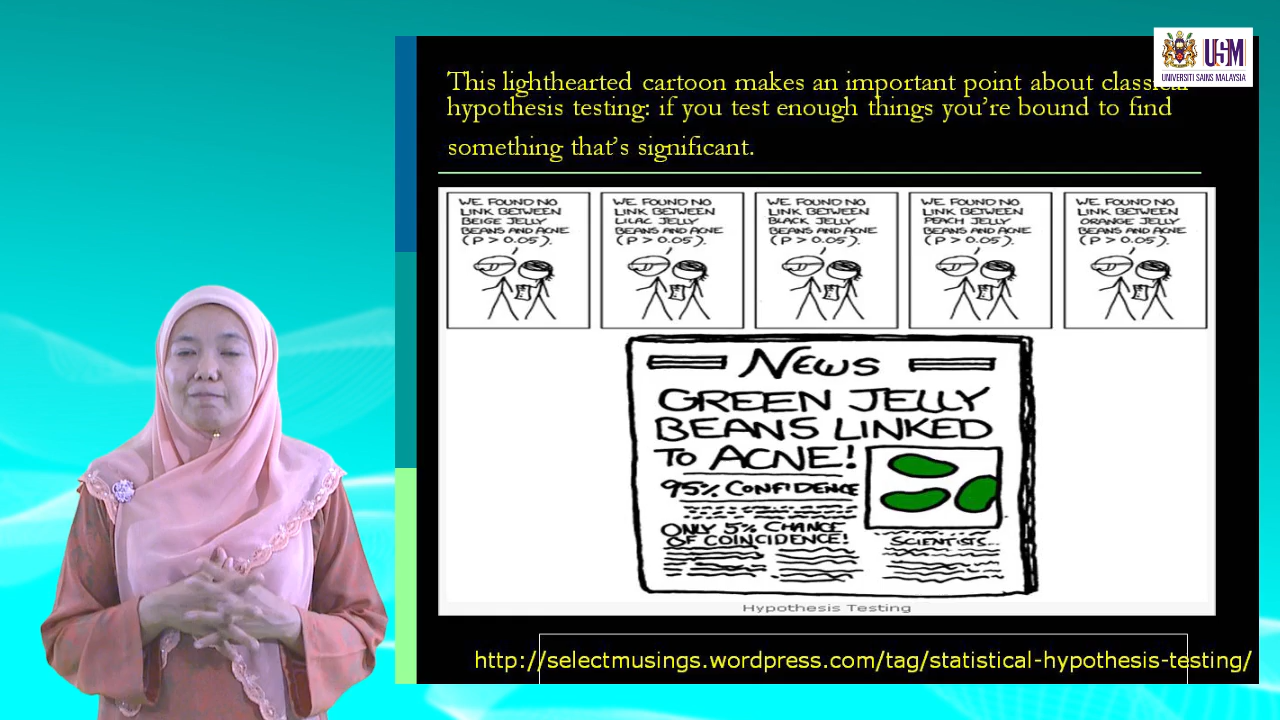 USM
UNIVERSITI SAINS MALAYSIA
This lighthearted cartoon makes an important point about classical
hypothesis testing: if you test enough things you're bound to find
something that's significant.
WE FOUND NO
LINK BETWEEN
BEIGE JELLY
BEANS AND ACNE
(P > 0.05).
WE FOUND NO
LINK BETWEEN
LILAC JELLY
BEANS AND ACNE
(P > 0.05).
WE FOUND NO
LINK BETWEEN
BLACK JELLY
BEANS AND ACNE
(P > 0.05).
WE FOUND NO
LINK BETWEEN
PEACH JELLY
BEANS AND ACNE
(P > 0.05).
WE FOUND NO
LINK BETWEEN
ORANGE JELLY
BEANS AND ACNE
(P > 0.05).
NEWS
GREEN JELLY
BEANS LINKED
TO ACNE!
95% CONFIDENCE
ONLY 5% CHANCE
OF COINCIDENCE!
SCIENTISTS...
Hypothesis Testing
http://selectmusings.wordpress.com/tag/statistical-hypothesis-testing/